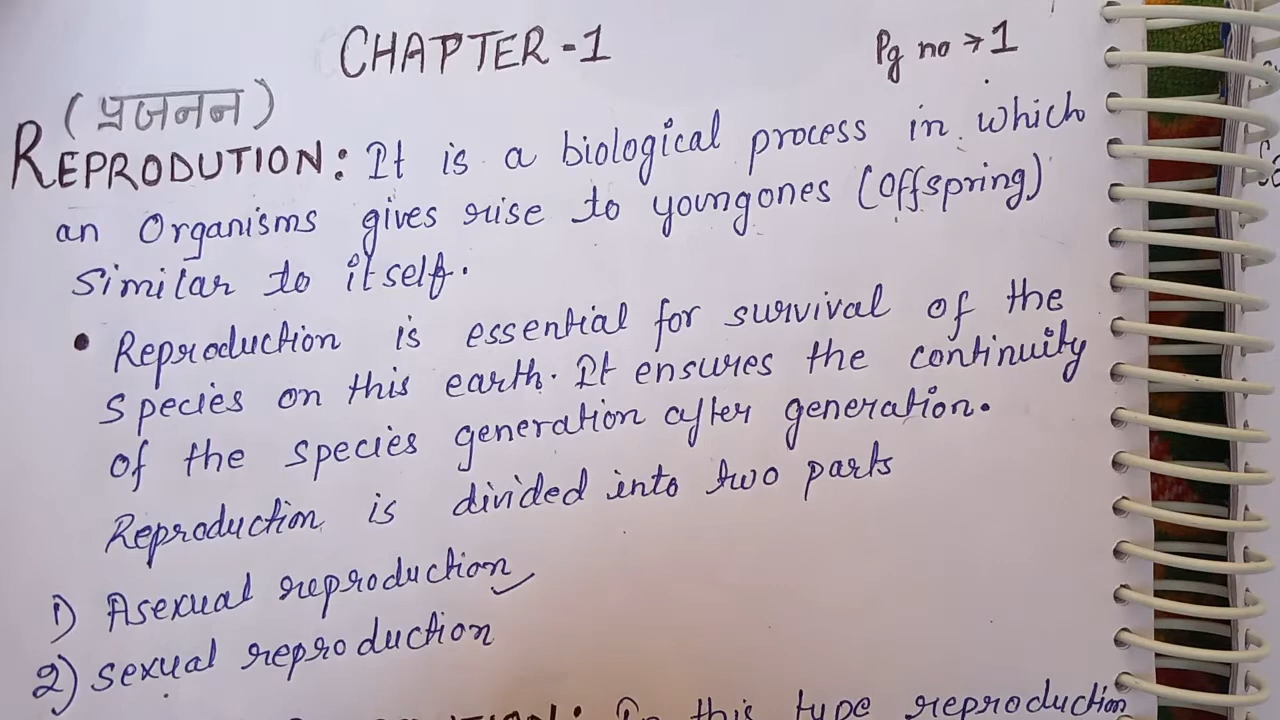 CHAPTER-1
Pg no → 1
(प्रजनन)
REPRODUTION: It is a biological process in which
an Organisms gives rise to youngones (offspring)
similar to itself.
• Reproduction is essential for survival of the
species on this earth. It ensures the continuity
of the species generation after generation.
Reproduction is divided into two parts
1) Asexual reproduction
2) sexual reproduction
: In this type reproduction